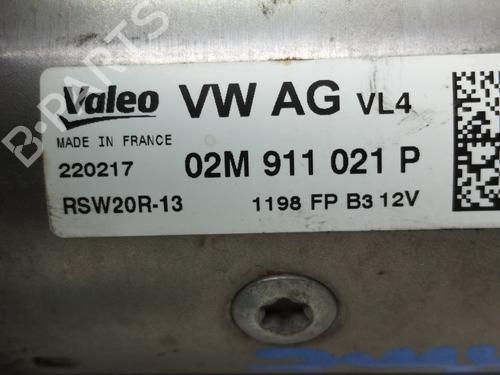 Valeo VW AG VL4
MADE IN FRANCE
220217 02M 911 021 P
RSW20R-13 1198 FP B3 12V
B-PARTS